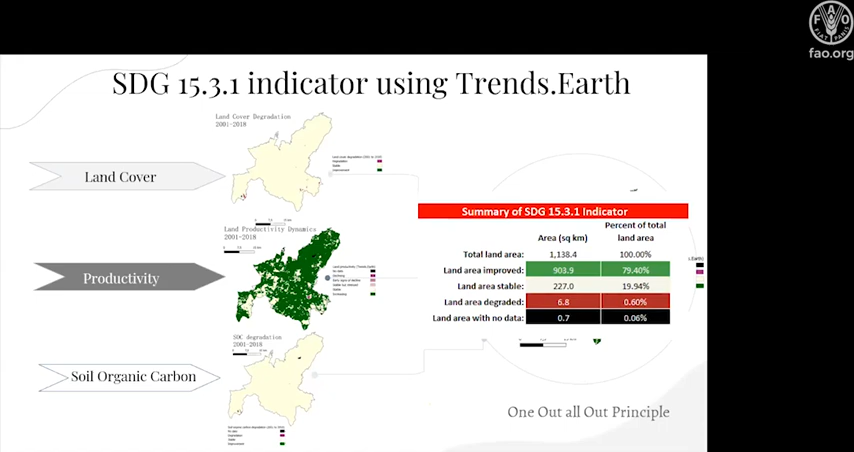 FAO
FIAT PANIS
fao.org
SDG 15.3.1 indicator using Trends.Earth
Land Cover Degradation
2001-2018
Land Cover
Land Productivity Dynamics
2001-2018
Productivity
SOC degradation
2001-2018
Soil Organic Carbon
Summary of SDG 15.3.1 Indicator
Area (sq km)
Percent of total
land area
Total land area: 1,138.4 100.00%
Land area improved: 903.9 79.40%
Land area stable: 227.0 19.94%
Land area degraded: 6.8 0.60%
Land area with no data: 0.7 0.06%
One Out all Out Principle